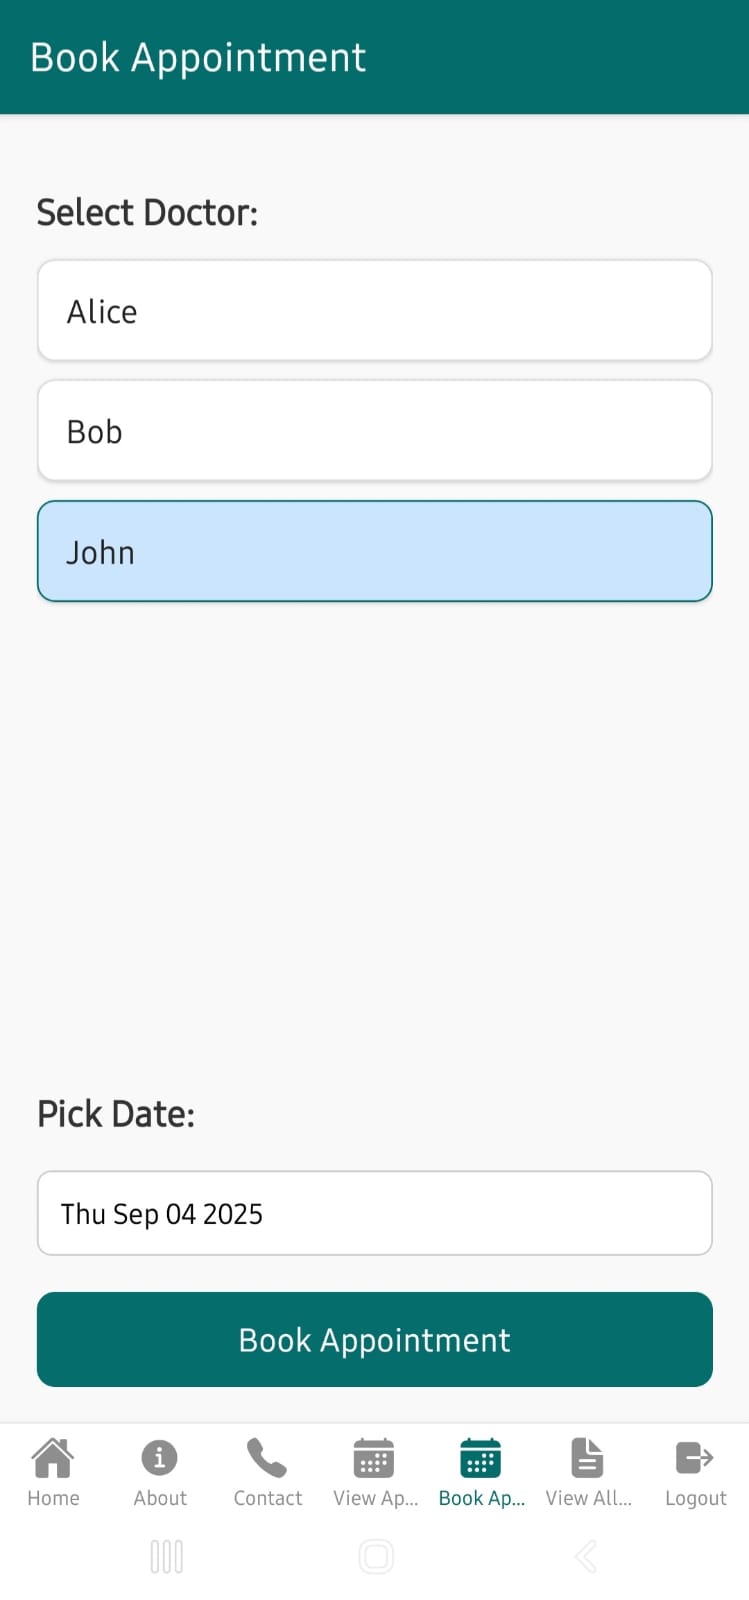 Book Appointment
Select Doctor:
Alice
Bob
John
Pick Date:
Thu Sep 04 2025
Book Appointment
Home About Contact View Ap... Book Ap... View All... Logout